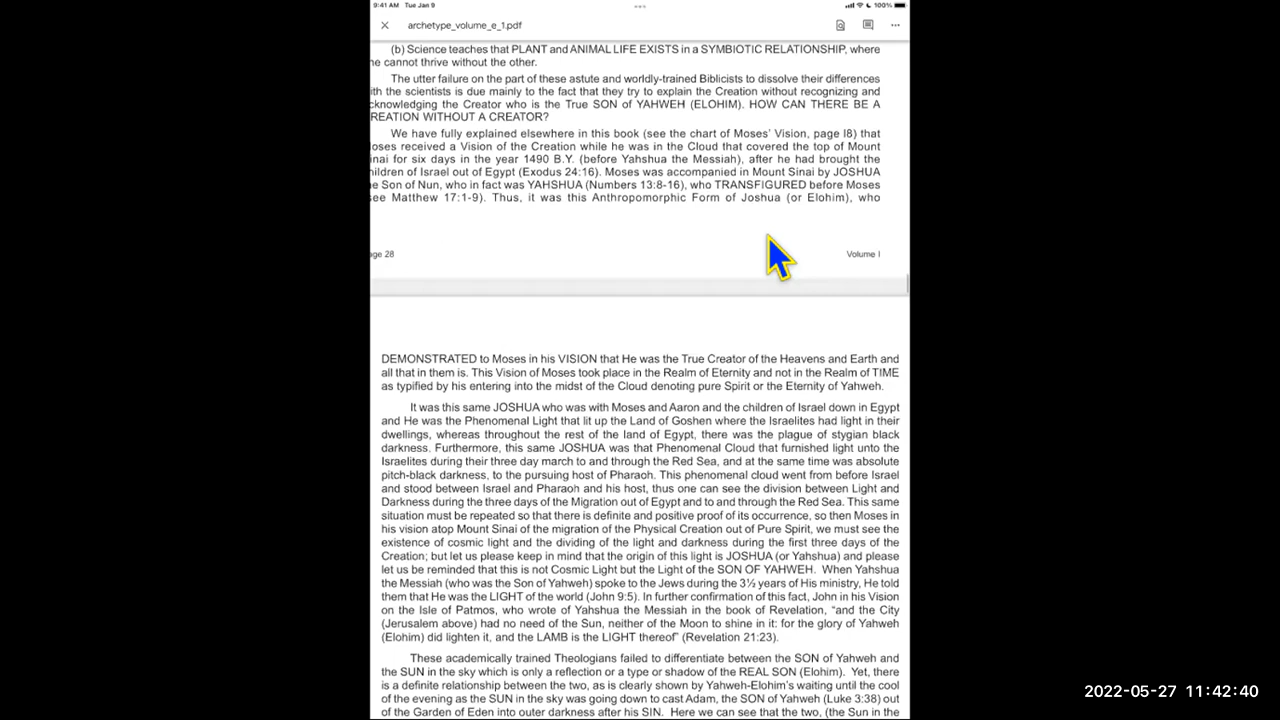 9:41 AM Tue Jan 9
100%
archetype_volume_e_1.pdf
(b) Science teaches that PLANT and ANIMAL LIFE EXISTS in a SYMBIOTIC RELATIONSHIP, where
ne cannot thrive without the other.
The utter failure on the part of these astute and worldly-trained Biblicists to dissolve their differences
ith the scientists is due mainly to the fact that they try to explain the Creation without recognizing and
cknowledging the Creator who is the True SON of YAHWEH (ELOHIM). HOW CAN THERE BE A
REATION WITHOUT A CREATOR?
We have fully explained elsewhere in this book (see the chart of Moses' Vision, page I8) that
oses received a Vision of the Creation while he was in the Cloud that covered the top of Mount
inai for six days in the year 1490 B.Y. (before Yahshua the Messiah), after he had brought the
hildren of Israel out of Egypt (Exodus 24:16). Moses was accompanied in Mount Sinai by JOSHUA
e Son of Nun, who in fact was YAHSHUA (Numbers 13:8-16), who TRANSFIGURED before Moses
ee Matthew 17:1-9). Thus, it was this Anthropomorphic Form of Joshua (or Elohim), who
age 28
Volume I
DEMONSTRATED to Moses in his VISION that He was the True Creator of the Heavens and Earth and
all that in them is. This Vision of Moses took place in the Realm of Eternity and not in the Realm of TIME
as typified by his entering into the midst of the Cloud denoting pure Spirit or the Eternity of Yahweh.
It was this same JOSHUA who was with Moses and Aaron and the children of Israel down in Egypt
and He was the Phenomenal Light that lit up the Land of Goshen where the Israelites had light in their
dwellings, whereas throughout the rest of the land of Egypt, there was the plague of stygian black
darkness. Furthermore, this same JOSHUA was that Phenomenal Cloud that furnished light unto the
Israelites during their three day march to and through the Red Sea, and at the same time was absolute
pitch-black darkness, to the pursuing host of Pharaoh. This phenomenal cloud went from before Israel
and stood between Israel and Pharaoh and his host, thus one can see the division between Light and
Darkness during the three days of the Migration out of Egypt and to and through the Red Sea. This same
situation must be repeated so that there is definite and positive proof of its occurrence, so then Moses in
his vision atop Mount Sinai of the migration of the Physical Creation out of Pure Spirit, we must see the
existence of cosmic light and the dividing of the light and darkness during the first three days of the
Creation; but let us please keep in mind that the origin of this light is JOSHUA (or Yahshua) and please
let us be reminded that this is not Cosmic Light but the Light of the SON OF YAHWEH. When Yahshua
the Messiah (who was the Son of Yahweh) spoke to the Jews during the 3½ years of His ministry, He told
them that He was the LIGHT of the world (John 9:5). In further confirmation of this fact, John in his Vision
on the Isle of Patmos, who wrote of Yahshua the Messiah in the book of Revelation, "and the City
(Jerusalem above) had no need of the Sun, neither of the Moon to shine in it: for the glory of Yahweh
(Elohim) did lighten it, and the LAMB is the LIGHT thereof" (Revelation 21:23).
These academically trained Theologians failed to differentiate between the SON of Yahweh and
the SUN in the sky which is only a reflection or a type or shadow of the REAL SON (Elohim). Yet, there
is a definite relationship between the two, as is clearly shown by Yahweh-Elohim's waiting until the cool
of the evening as the SUN in the sky was going down to cast Adam, the SON of Yahweh (Luke 3:38) out
of the Garden of Eden into outer darkness after his SIN. Here we can see that the two, (the Sun in the
2022-05-27 11:42:40